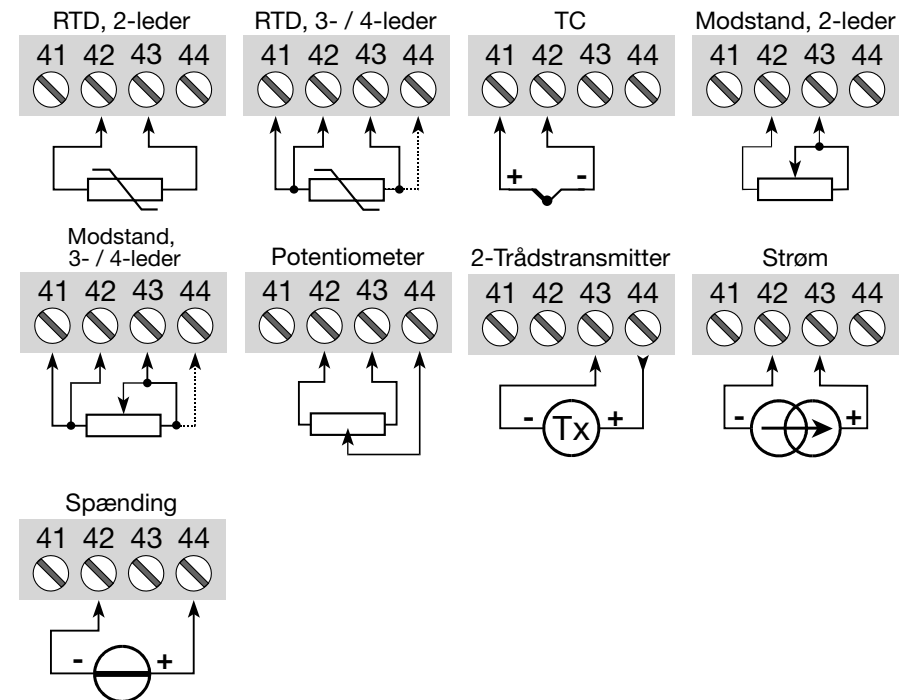 RTD, 2-leder
41 42 43 44
RTD, 3- / 4-leder
41 42 43 44
TC
41 42 43 44
+ -
Modstand, 2-leder
41 42 43 44
Modstand,
3- / 4-leder
41 42 43 44
Potentiometer
41 42 43 44
2-Trådstransmitter
41 42 43 44
- Tx +
Strøm
41 42 43 44
- +
Spænding
41 42 43 44
- +